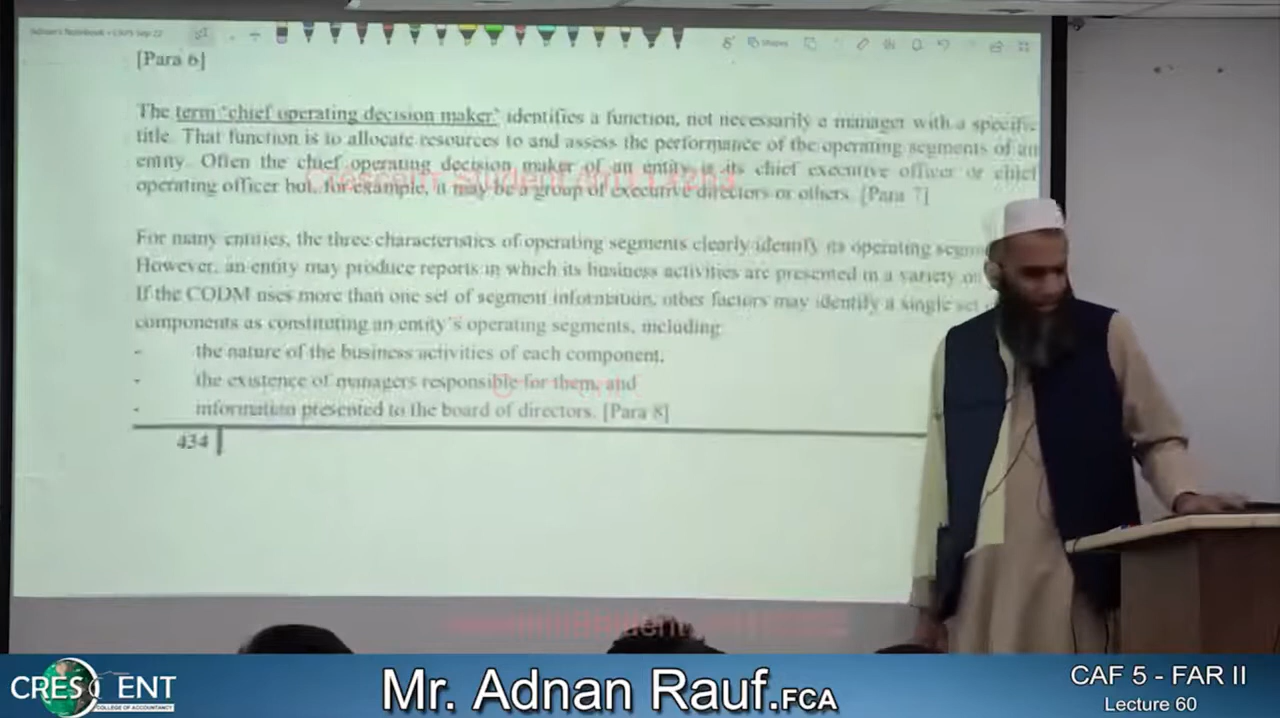 Adnan's Notebook
Shapes
[Para 6]
The term 'chief operating decision maker' identifies a function, not necessarily a manager with a specific
title. That function is to allocate resources to and assess the performance of the operating segments of an
entity. Often the chief operating decision maker of an entity is its chief executive officer or chief
operating officer but, for example, it may be a group of executive directors or others. [Para 7]
For many entities, the three characteristics of operating segments clearly identify its operating
However, an entity may produce reports in which its business activities are presented in a variety
If the CODM uses more than one set of segment information, other factors may identify a single set
components as constituting an entity's operating segments, including
- the nature of the business activities of each component,
- the existence of managers responsible for them, and
- information presented to the board of directors. [Para 8]
434
CRESCENT
COLLEGE OF ACCOUNTANCY
Mr. Adnan Rauf.FCA
CAF 5 - FAR II
Lecture 60